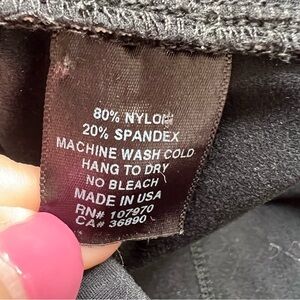 80% NYLON
20% SPANDEX
MACHINE WASH COLD
HANG TO DRY
NO BLEACH
MADE IN USA
RN# 107970
CA# 36890